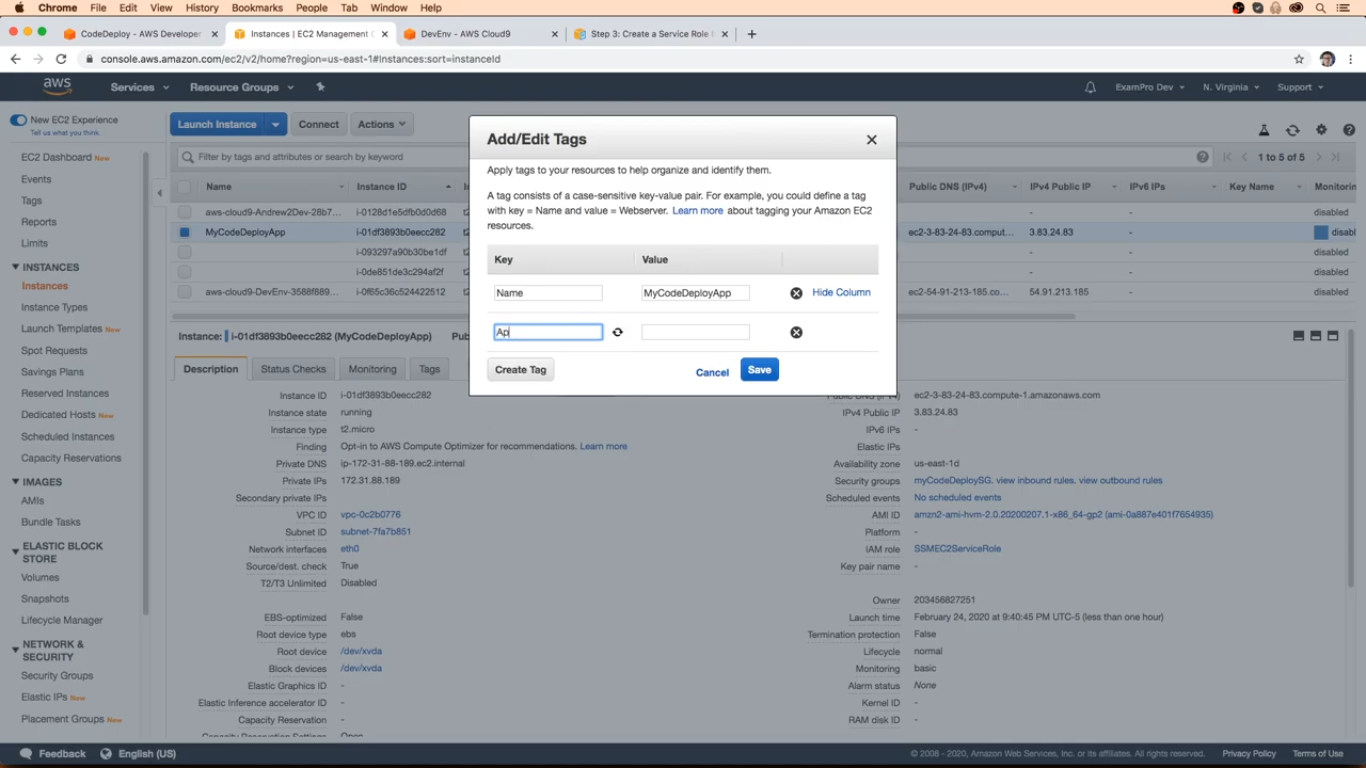 Chrome File Edit View History Bookmarks People Tab Window Help
CodeDeploy - AWS Developer
Instances | EC2 Management
DevEnv - AWS Cloud9
Step 3: Create a Service Role
console.aws.amazon.com/ec2/v2/home?region=us-east-1#Instances:sort=instanceId
aws Services Resource Groups ExamPro Dev N. Virginia Support
New EC2 Experience
Tell us what you think
EC2 Dashboard New
Events
Tags
Reports
Limits
INSTANCES
Instances
Instance Types
Launch Templates New
Spot Requests
Savings Plans
Reserved Instances
Dedicated Hosts New
Scheduled Instances
Capacity Reservations
IMAGES
AMIs
Bundle Tasks
ELASTIC BLOCK
STORE
Volumes
Snapshots
Lifecycle Manager
NETWORK &
SECURITY
Security Groups
Elastic IPs New
Placement Groups New
Launch Instance Connect Actions
Filter by tags and attributes or search by keyword
1 to 5 of 5
Name Instance ID Public DNS (IPv4) IPv4 Public IP IPv6 IPs Key Name Monitorin
aws-cloud9-Andrew2Dev-28b7... i-0128d1e5dfb0d0d68 t2 - - disabled
MyCodeDeployApp i-01df3893b0eecc282 t2 ec2-3-83-24-83.comput... 3.83.24.83 disabl
i-093297a90b30be1df t2 - - disabled
i-0de851de3c294af2f t2 - - disabled
aws-cloud9-DevEnv-3588f889... i-0f65c36c524422512 t2 ec2-54-91-213-185.co... 54.91.213.185 - disabled
Add/Edit Tags
Apply tags to your resources to help organize and identify them.
A tag consists of a case-sensitive key-value pair. For example, you could define a tag
with key = Name and value = Webserver. Learn more about tagging your Amazon EC2
resources.
Key Value
Name MyCodeDeployApp Hide Column
Ap
Create Tag Cancel Save
Instance: i-01df3893b0eecc282 (MyCodeDeployApp) Pub
Description Status Checks Monitoring Tags
Instance ID i-01df3893b0eecc282
Instance state running
Instance type t2.micro
Finding Opt-in to AWS Compute Optimizer for recommendations. Learn more
Private DNS ip-172-31-88-189.ec2.internal
Private IPs 172.31.88.189
Secondary private IPs
VPC ID vpc-0c2b0776
Subnet ID subnet-7fa7b851
Network interfaces eth0
Source/dest. check True
T2/T3 Unlimited Disabled
EBS-optimized False
Root device type ebs
Root device /dev/xvda
Block devices /dev/xvda
Elastic Graphics ID -
Elastic Inference accelerator ID -
Capacity Reservation -
Capacity Reservation Settings Open
Public DNS (IPv4) ec2-3-83-24-83.compute-1.amazonaws.com
IPv4 Public IP 3.83.24.83
IPv6 IPs -
Elastic IPs
Availability zone us-east-1d
Security groups myCodeDeploySG. view inbound rules. view outbound rules
Scheduled events No scheduled events
AMI ID amzn2-ami-hvm-2.0.20200207.1-x86_64-gp2 (ami-0a887e401f7654935)
Platform -
IAM role SSMEC2ServiceRole
Key pair name -
Owner 203456827251
Launch time February 24, 2020 at 9:40:45 PM UTC-5 (less than one hour)
Termination protection False
Lifecycle normal
Monitoring basic
Alarm status None
Kernel ID -
RAM disk ID -
Feedback English (US) © 2008 - 2020, Amazon Web Services, Inc. or its affiliates. All rights reserved. Privacy Policy Terms of Use